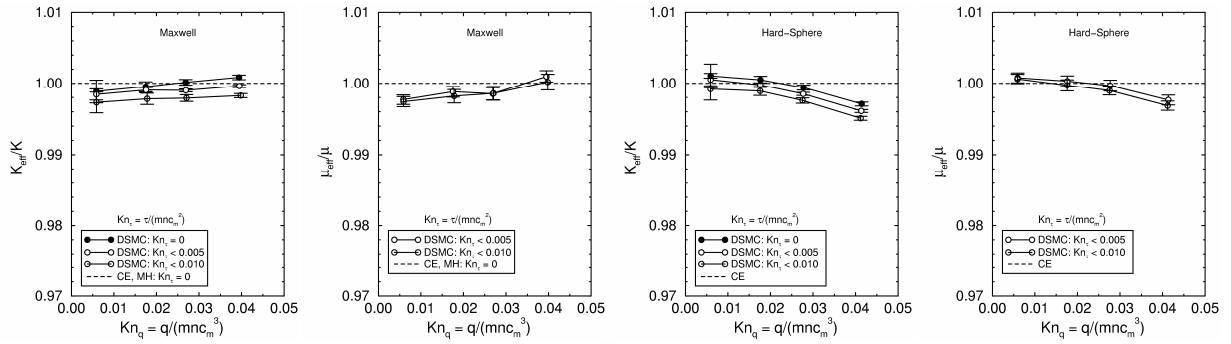 1.01
1.00
0.99
0.98
0.97
K_eff/K
Maxwell
Kn_τ = τ/(mnc_m^2)
DSMC: Kn_τ = 0
DSMC: Kn_τ < 0.005
DSMC: Kn_τ < 0.010
CE, MH: Kn_τ = 0
0.00 0.01 0.02 0.03 0.04 0.05
Kn_q = q/(mnc_m^3)
1.01
1.00
0.99
0.98
0.97
μ_eff/μ
Maxwell
Kn_τ = τ/(mnc_m^2)
DSMC: Kn_τ < 0.005
DSMC: Kn_τ < 0.010
CE, MH: Kn_τ = 0
0.00 0.01 0.02 0.03 0.04 0.05
Kn_q = q/(mnc_m^3)
1.01
1.00
0.99
0.98
0.97
K_eff/K
Hard-Sphere
Kn_τ = τ/(mnc_m^2)
DSMC: Kn_τ = 0
DSMC: Kn_τ < 0.005
DSMC: Kn_τ < 0.010
CE
0.00 0.01 0.02 0.03 0.04 0.05
Kn_q = q/(mnc_m^3)
1.01
1.00
0.99
0.98
0.97
μ_eff/μ
Hard-Sphere
Kn_τ = τ/(mnc_m^2)
DSMC: Kn_τ < 0.005
DSMC: Kn_τ < 0.010
CE
0.00 0.01 0.02 0.03 0.04 0.05
Kn_q = q/(mnc_m^3)